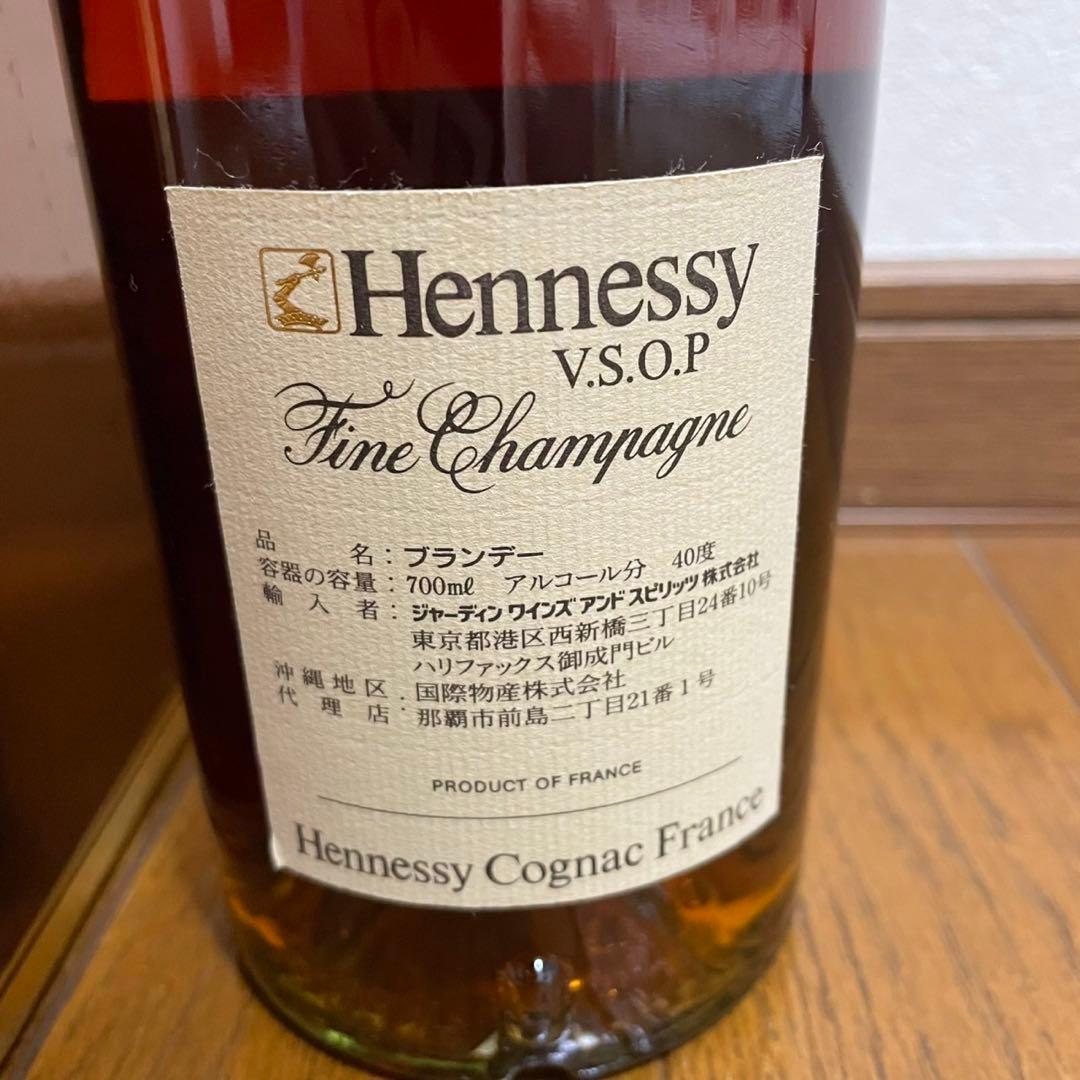 Hennessy
V.S.O.P
Fine Champagne
品名：ブランデー
容器の容量：700mℓ アルコール分 40度
輸入者：ジャーディン ワインズ アンド スピリッツ 株式会社
東京都港区西新橋三丁目24番10号
ハリファックス御成門ビル
沖縄地区代理店：国際物産株式会社
那覇市前島二丁目21番1号
PRODUCT OF FRANCE
Hennessy Cognac France